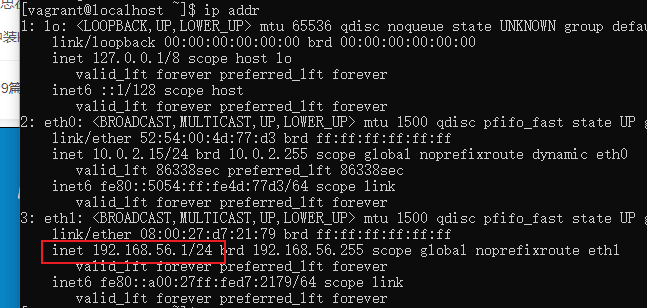 [vagrant@localhost ~]$ ip addr
1: lo: <LOOPBACK,UP,LOWER_UP> mtu 65536 qdisc noqueue state UNKNOWN group defau
link/loopback 00:00:00:00:00:00 brd 00:00:00:00:00:00
inet 127.0.0.1/8 scope host lo
valid_lft forever preferred_lft forever
inet6 ::1/128 scope host
valid_lft forever preferred_lft forever
2: eth0: <BROADCAST,MULTICAST,UP,LOWER_UP> mtu 1500 qdisc pfifo_fast state UP g
link/ether 52:54:00:4d:77:d3 brd ff:ff:ff:ff:ff:ff
inet 10.0.2.15/24 brd 10.0.2.255 scope global noprefixroute dynamic eth0
valid_lft 86338sec preferred_lft 86338sec
inet6 fe80::5054:ff:fe4d:77d3/64 scope link
valid_lft forever preferred_lft forever
3: eth1: <BROADCAST,MULTICAST,UP,LOWER_UP> mtu 1500 qdisc pfifo_fast state UP g
link/ether 08:00:27:d7:21:79 brd ff:ff:ff:ff:ff:ff
inet 192.168.56.1/24 brd 192.168.56.255 scope global noprefixroute eth1
valid_lft forever preferred_lft forever
inet6 fe80::a00:27ff:fed7:2179/64 scope link
valid_lft forever preferred_lft forever
9篇